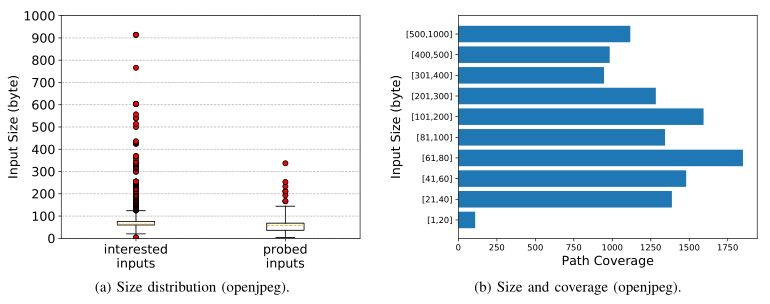 1000
900
800
700
600
500
400
300
200
100
0
Input Size (byte)
interested
inputs
probed
inputs
(a) Size distribution (openjpeg).
[500,1000]
[400,500]
[301,400]
[201,300]
[101,200]
[81,100]
[61,80]
[41,60]
[21,40]
[1,20]
Input Size (byte)
0 250 500 750 1000 1250 1500 1750
Path Coverage
(b) Size and coverage (openjpeg).